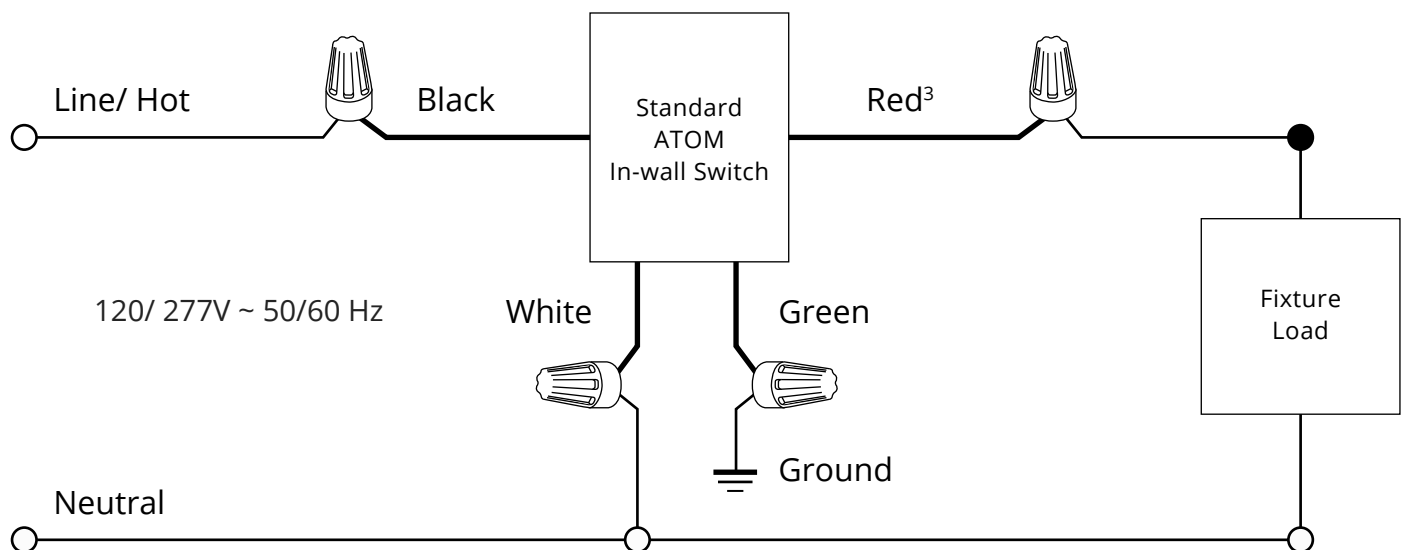 Line/ Hot
Black
Standard
ATOM
In-wall Switch
Red³
120/ 277V ~ 50/60 Hz
White
Green
Fixture
Load
Ground
Neutral